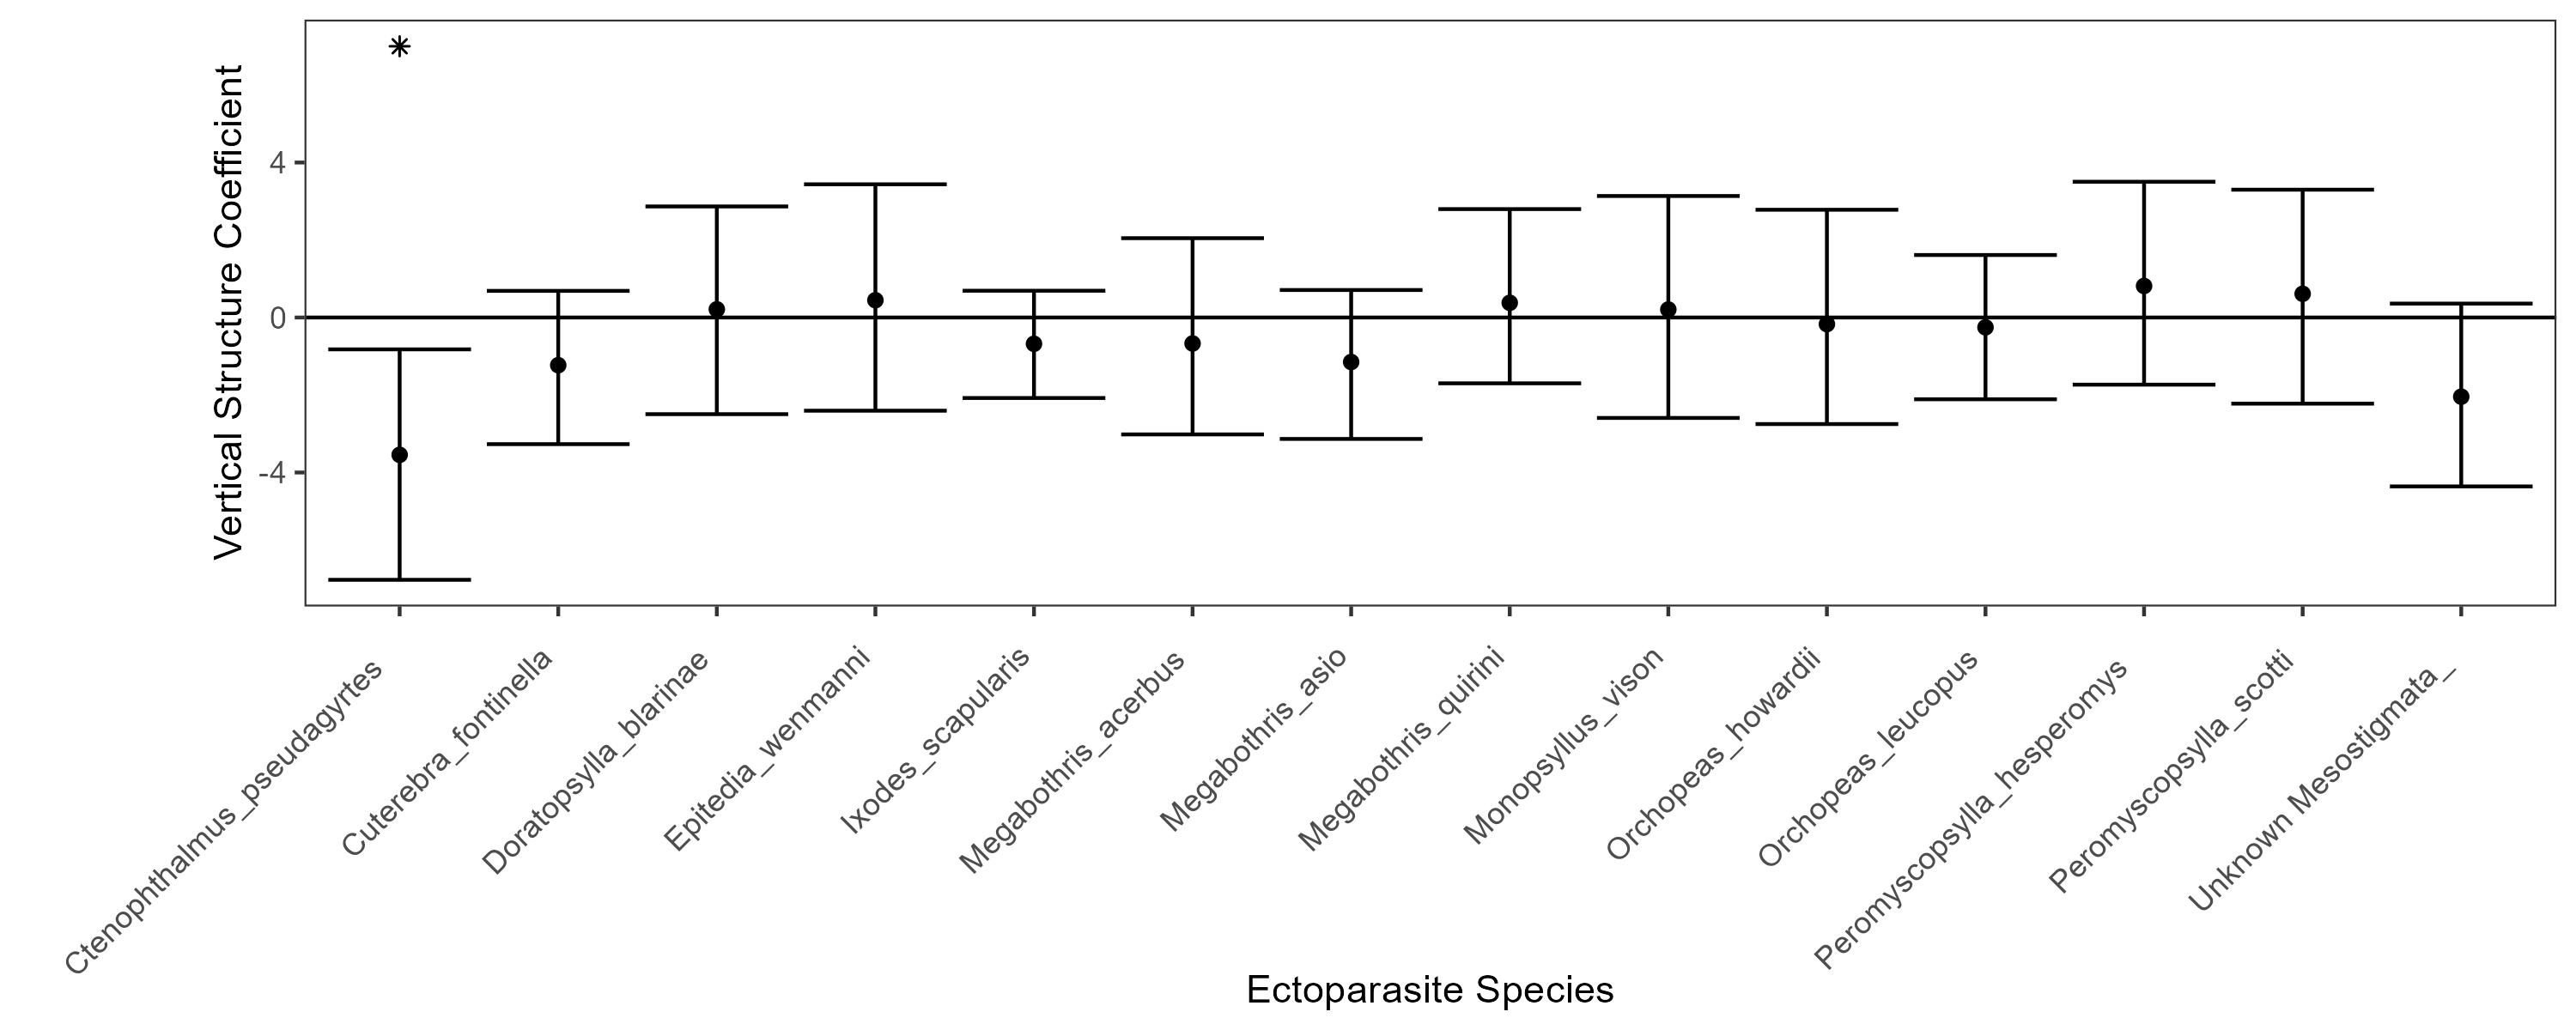 *
Vertical Structure Coefficient
4
0
-4
Ctenophthalmus_pseudagyrtes
Cuterebra_fontinella
Doratopsylla_blarinae
Epitedia_wenmanni
Ixodes_scapularis
Megabothris_acerbus
Megabothris_asio
Megabothris_quirini
Monopsyllus_vison
Orchopeas_howardii
Orchopeas_leucopus
Peromyscopsylla_hesperomys
Peromyscopsylla_scotti
Unknown Mesostigmata_
Ectoparasite Species